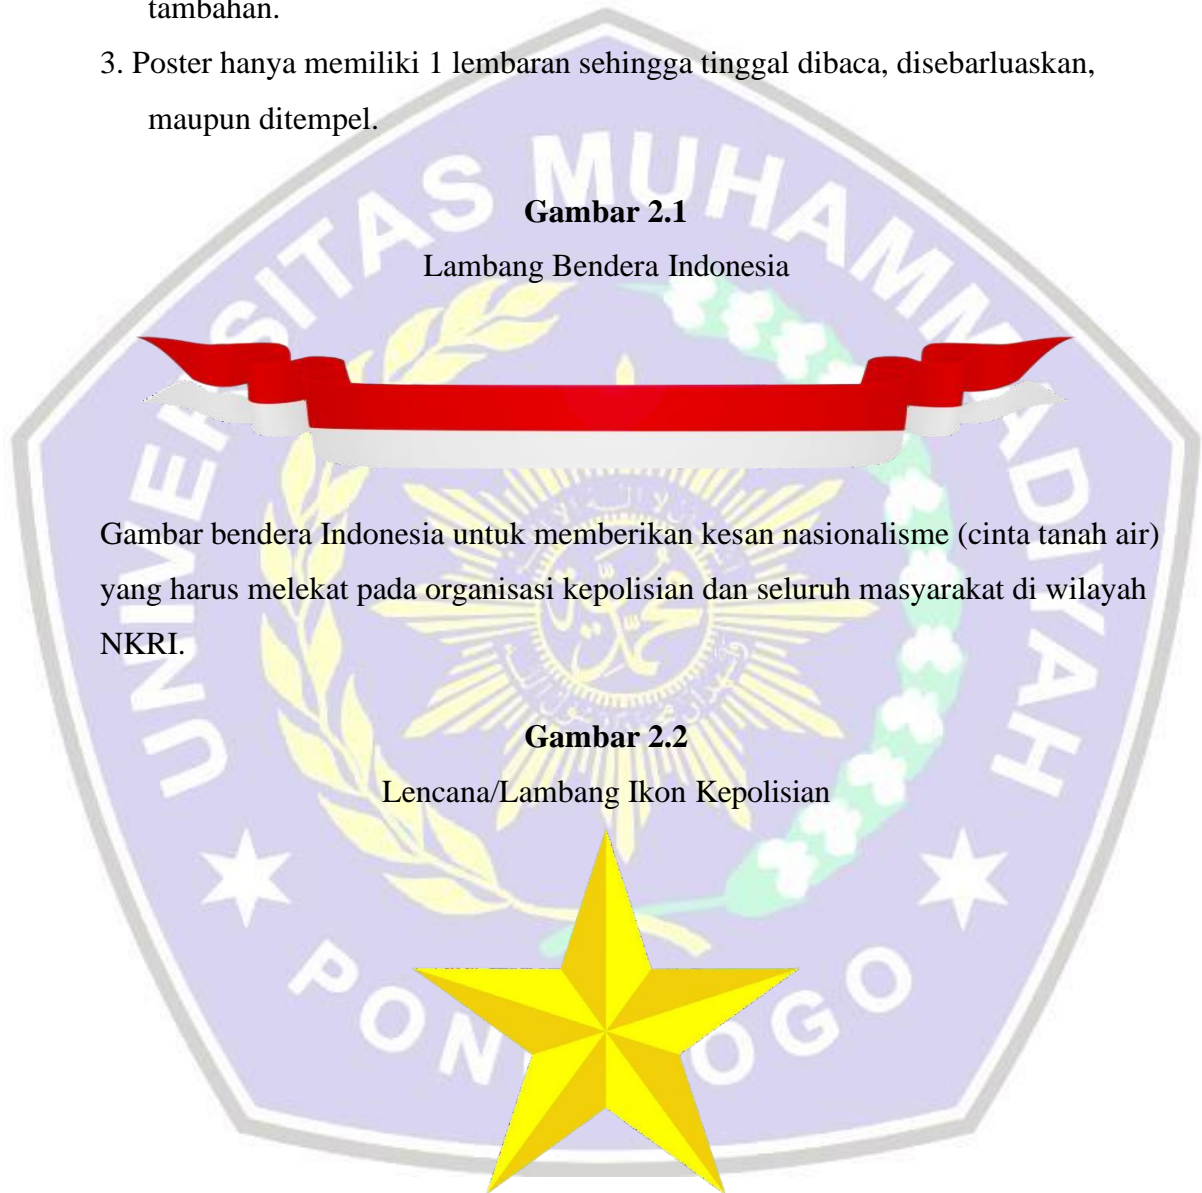 tambahan.
3. Poster hanya memiliki 1 lembaran sehingga tinggal dibaca, disebarluaskan,
maupun ditempel.
Gambar 2.1
Lambang Bendera Indonesia
Gambar bendera Indonesia untuk memberikan kesan nasionalisme (cinta tanah air)
yang harus melekat pada organisasi kepolisian dan seluruh masyarakat di wilayah
NKRI.
Gambar 2.2
Lencana/Lambang Ikon Kepolisian
UNIVERSITAS MUHAMMADIYAH